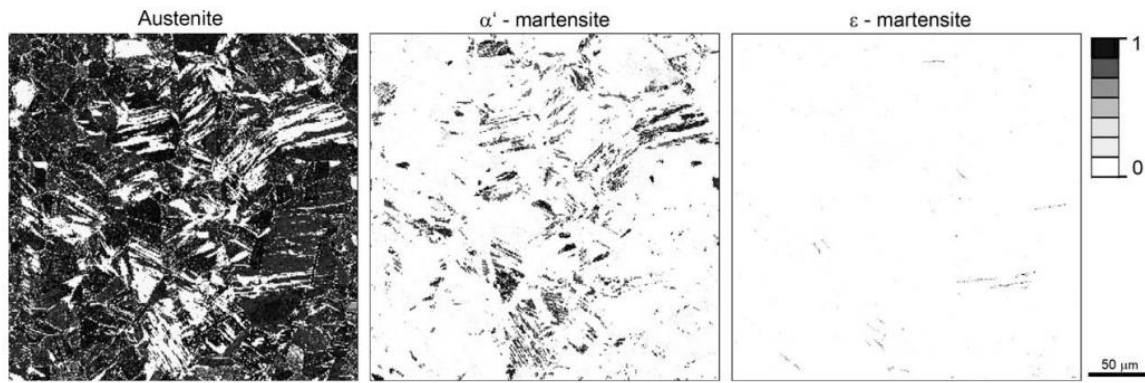 Austenite
α‘ - martensite
ε - martensite
1
0
50 μm